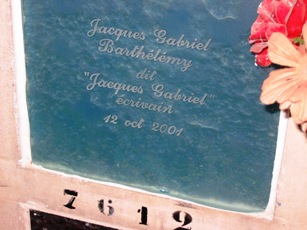 Jacques Gabriel
Barthélémy
dit
"Jacques Gabriel"
écrivain
12 oct 2001
7612